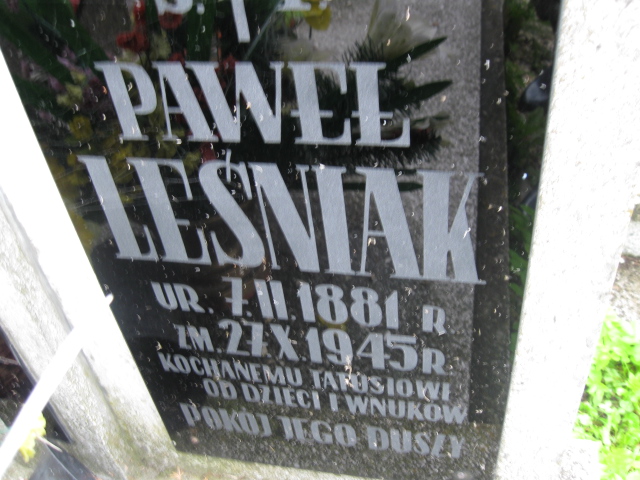 Ś. † P.
PAWEŁ
LEŚNIAK
UR. 7.II.1881 R
ZM. 27.X.1945 R
KOCHANEMU TATUSIOWI
OD DZIECI I WNUKÓW
POKÓJ JEGO DUSZY